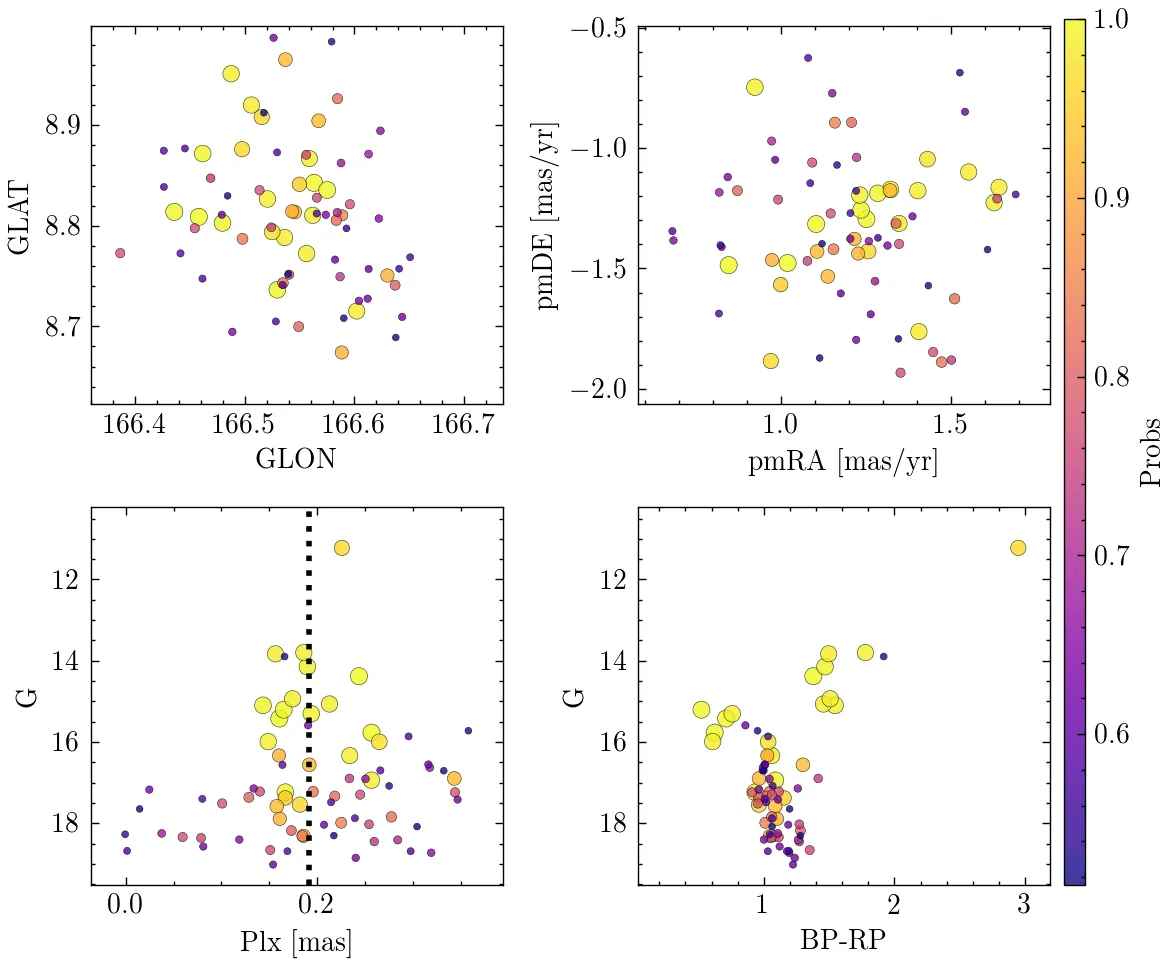 8.9
8.8
8.7
GLAT
166.4 166.5 166.6 166.7
GLON
−0.5
−1.0
−1.5
−2.0
pmDE [mas/yr]
1.0 1.5
pmRA [mas/yr]
12
14
16
18
G
0.0 0.2
Plx [mas]
12
14
16
18
G
1 2 3
BP-RP
1.0
0.9
0.8
0.7
0.6
Probs